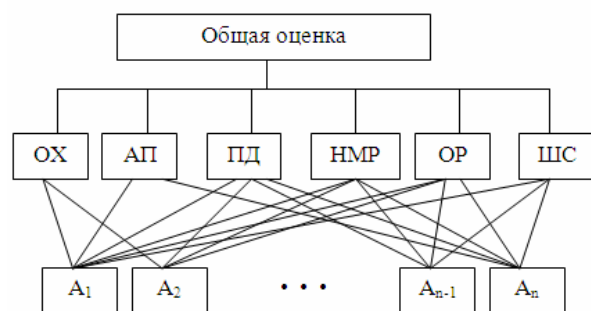 Общая оценка
ОХ АП ПД НМР ОР ШС
A₁ A₂ • • • Aₙ₋₁ Aₙ